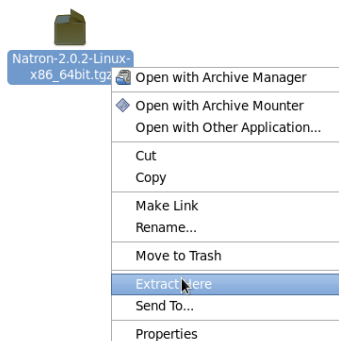 Natron-2.0.2-Linux-
x86_64bit.tgz
Open with Archive Manager
Open with Archive Mounter
Open with Other Application...
Cut
Copy
Make Link
Rename...
Move to Trash
Extract Here
Send To...
Properties